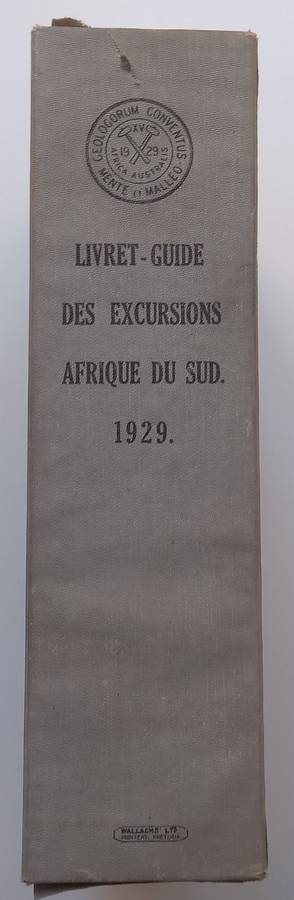 GEOLOGORUM CONVENTUS.
XV
19 29
AFRICA AUSTRALIS
MENTE ET MALLEO.
LIVRET-GUIDE
DES EXCURSIONS
AFRIQUE DU SUD.
1929.
WALLACHS LTD
PRINTERS, PRETORIA